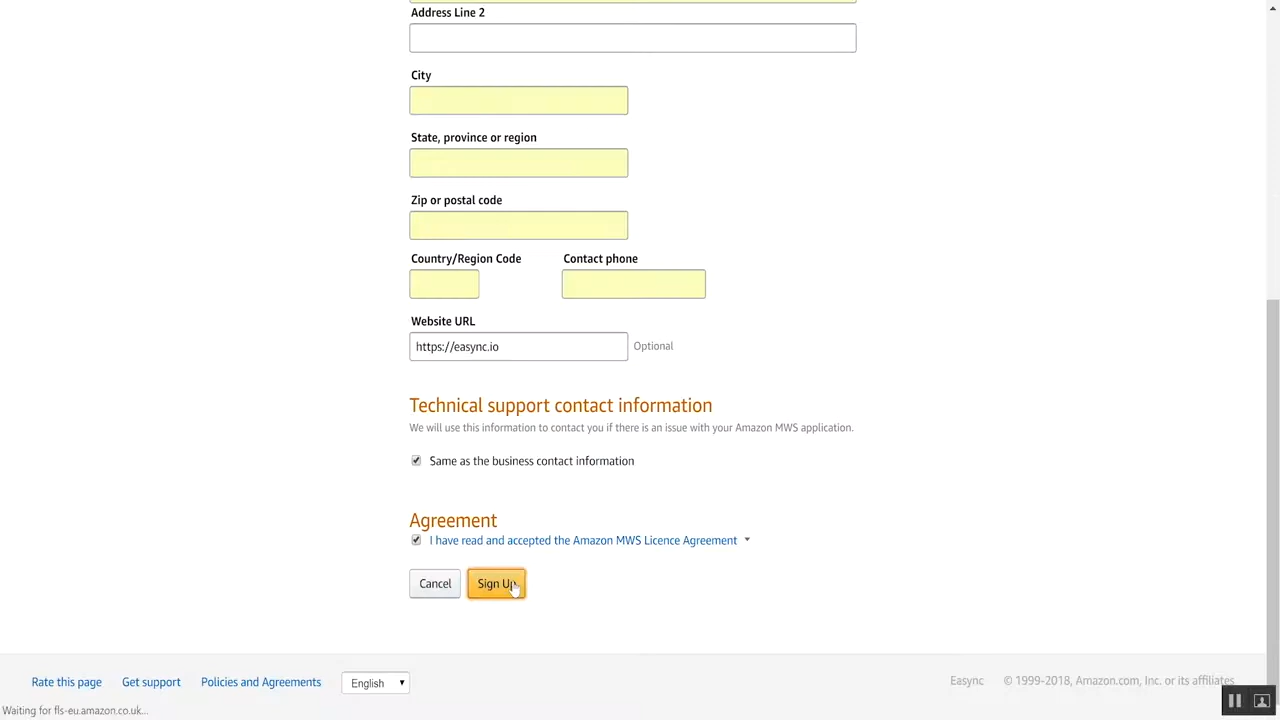 Address Line 2
City
State, province or region
Zip or postal code
Country/Region Code Contact phone
Website URL
https://easync.io Optional
Technical support contact information
We will use this information to contact you if there is an issue with your Amazon MWS application.
Same as the business contact information
Agreement
I have read and accepted the Amazon MWS Licence Agreement
Cancel Sign Up
Rate this page Get support Policies and Agreements English Easync © 1999-2018, Amazon.com, Inc. or its affiliates
Waiting for fls-eu.amazon.co.uk...